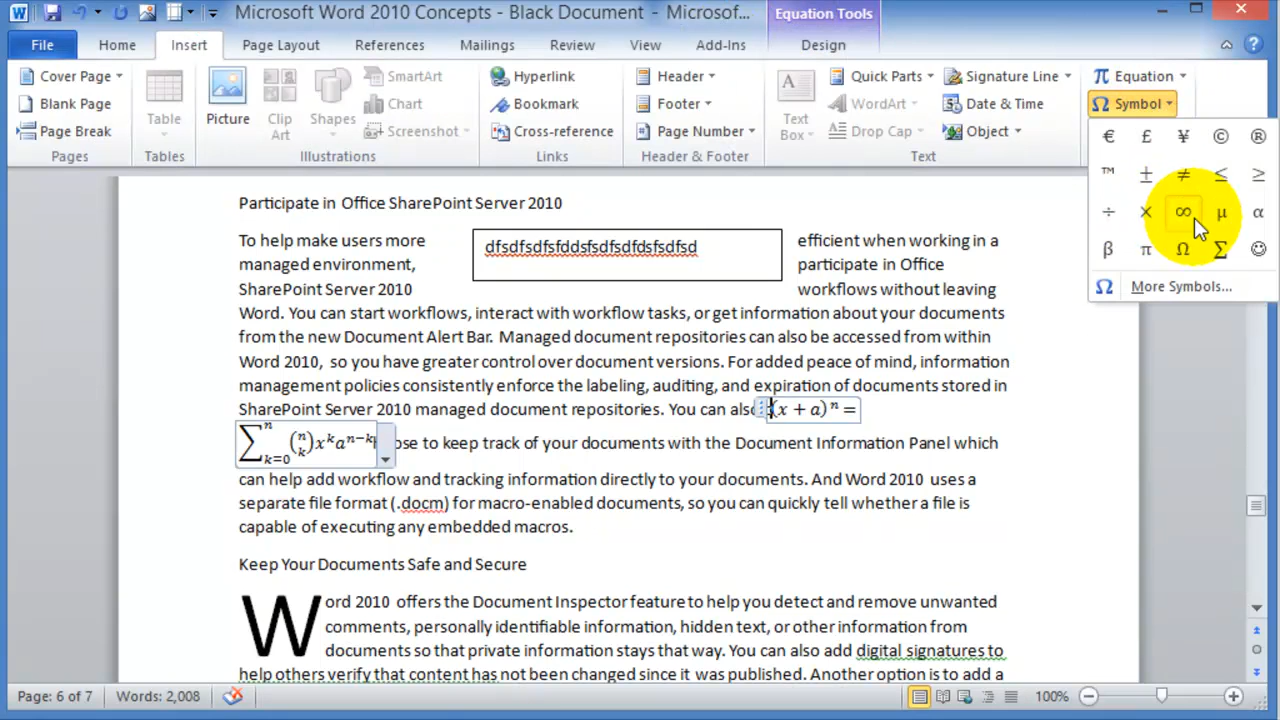 Microsoft Word 2010 Concepts - Black Document - Microsof...
Equation Tools
File Home Insert Page Layout References Mailings Review View Add-Ins Design
Cover Page
Blank Page
Page Break
Pages
Table
Tables
Picture
Clip Art
Shapes
SmartArt
Chart
Screenshot
Illustrations
Hyperlink
Bookmark
Cross-reference
Links
Header
Footer
Page Number
Header & Footer
A
Text Box
Quick Parts
WordArt
Drop Cap
Signature Line
Date & Time
Object
Text
π Equation
Ω Symbol
€ £ ¥ © ®
™ ± ≠ ≤ ≥
÷ × ∞ µ α
β π Ω ∑ ☺
Ω More Symbols...
Participate in Office SharePoint Server 2010
To help make users more dfsdfsdfsfddsfsdfsdfdsfsdfsd efficient when working in a
managed environment, participate in Office
SharePoint Server 2010 workflows without leaving
Word. You can start workflows, interact with workflow tasks, or get information about your documents
from the new Document Alert Bar. Managed document repositories can also be accessed from within
Word 2010, so you have greater control over document versions. For added peace of mind, information
management policies consistently enforce the labeling, auditing, and expiration of documents stored in
SharePoint Server 2010 managed document repositories. You can also (x + a)ⁿ =
∑ⁿₖ₌₀ (n k) xᵏaⁿ⁻ᵏ ose to keep track of your documents with the Document Information Panel which
can help add workflow and tracking information directly to your documents. And Word 2010 uses a
separate file format (.docm) for macro-enabled documents, so you can quickly tell whether a file is
capable of executing any embedded macros.
Keep Your Documents Safe and Secure
Word 2010 offers the Document Inspector feature to help you detect and remove unwanted
comments, personally identifiable information, hidden text, or other information from
documents so that private information stays that way. You can also add digital signatures to
help others verify that content has not been changed since it was published. Another option is to add a
Page: 6 of 7 Words: 2,008 100%